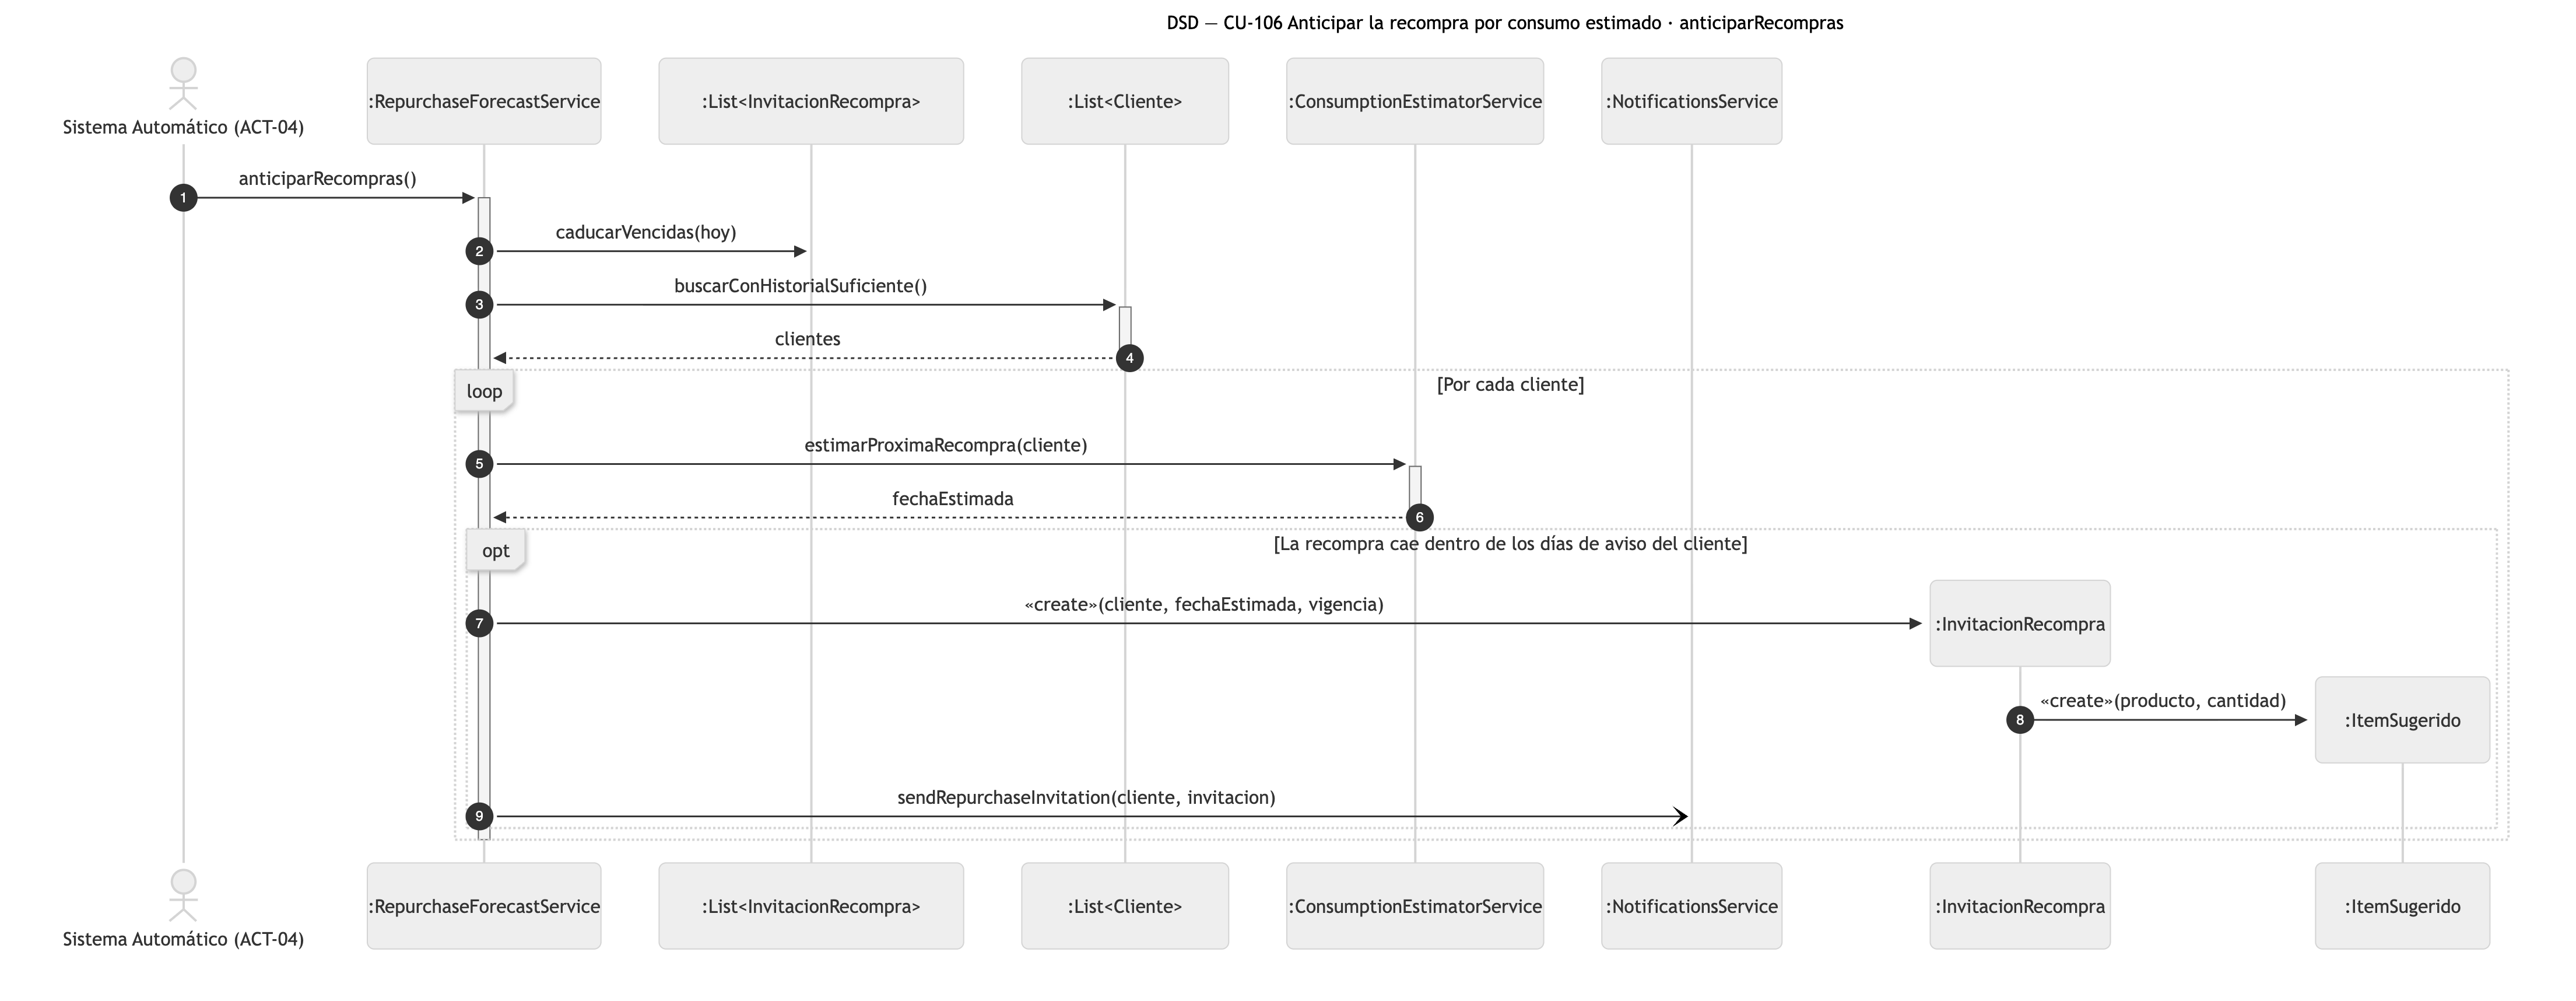 DSD — CU-106 Anticipar la recompra por consumo estimado · anticiparRecompras
Sistema Automático (ACT-04)
:RepurchaseForecastService
:List<InvitacionRecompra>
:List<Cliente>
:ConsumptionEstimatorService
:NotificationsService
1
anticiparRecompras()
2
caducarVencidas(hoy)
3
buscarConHistorialSuficiente()
4
clientes
loop
[Por cada cliente]
5
estimarProximaRecompra(cliente)
6
fechaEstimada
opt
[La recompra cae dentro de los días de aviso del cliente]
7
«create»(cliente, fechaEstimada, vigencia)
:InvitacionRecompra
8
«create»(producto, cantidad)
:ItemSugerido
9
sendRepurchaseInvitation(cliente, invitacion)
Sistema Automático (ACT-04)
:RepurchaseForecastService
:List<InvitacionRecompra>
:List<Cliente>
:ConsumptionEstimatorService
:NotificationsService
:InvitacionRecompra
:ItemSugerido